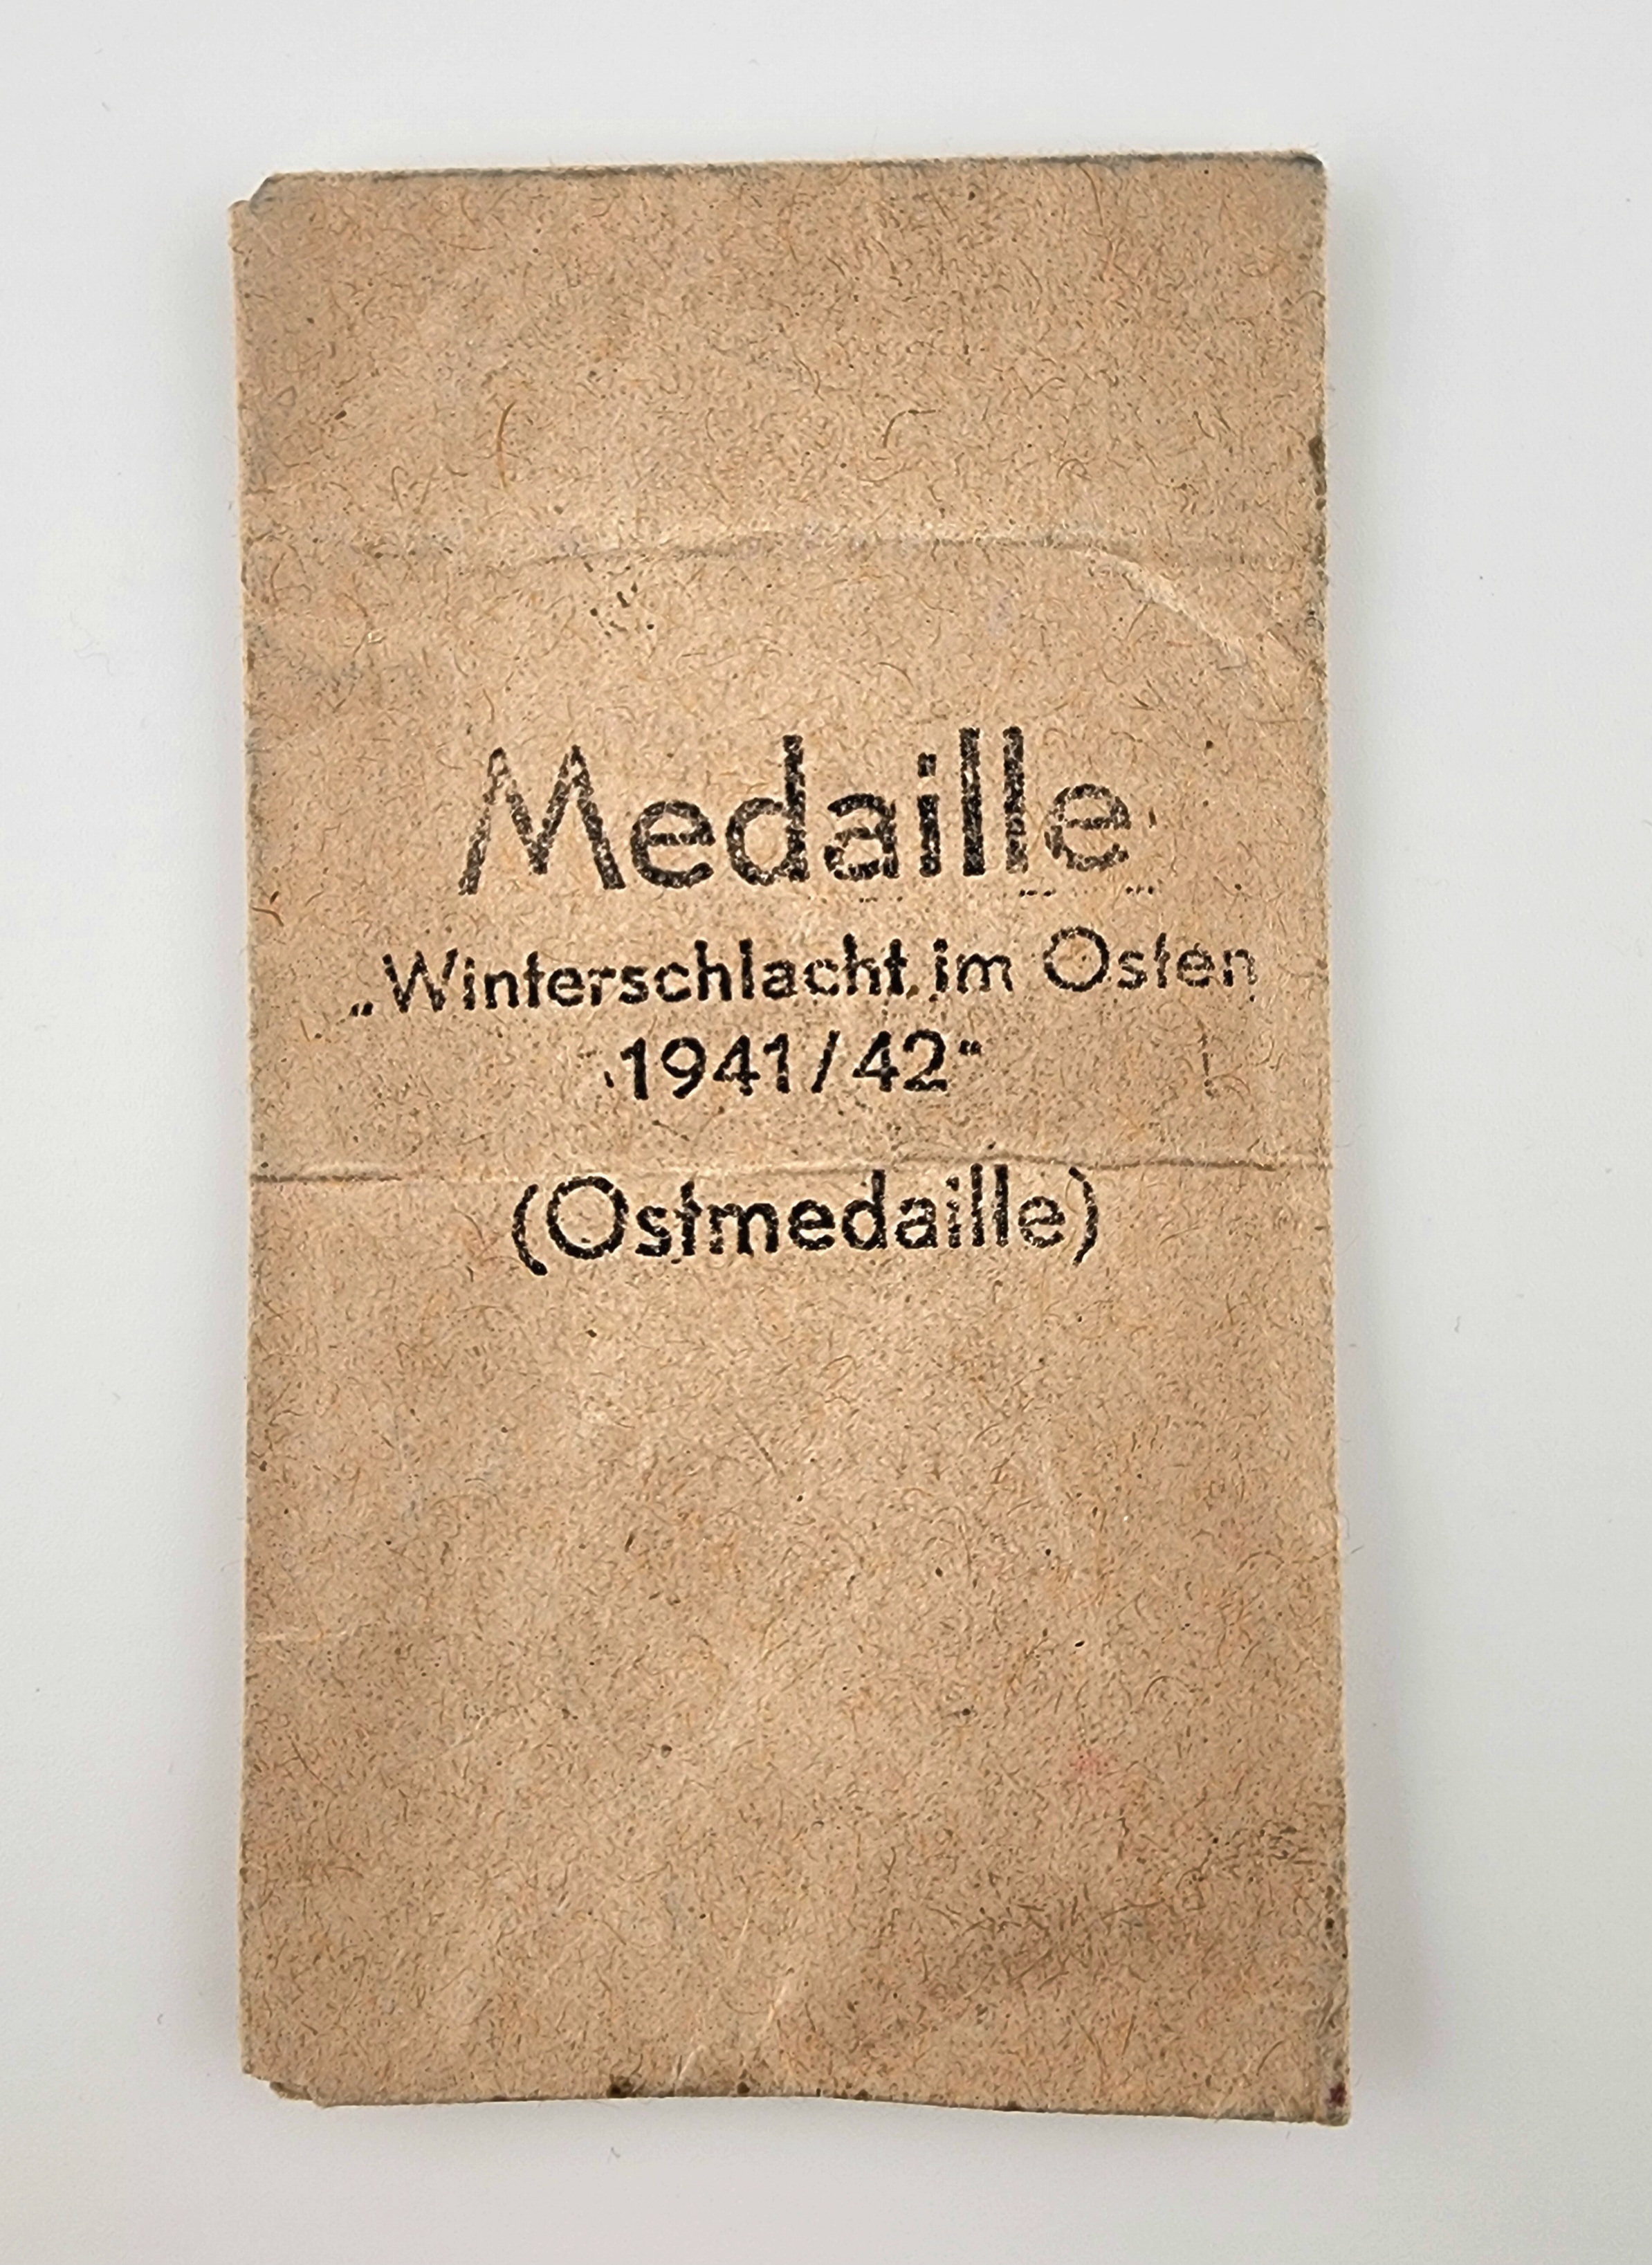 Medaille
„Winterschlacht im Osten
1941/42“
(Ostmedaille)